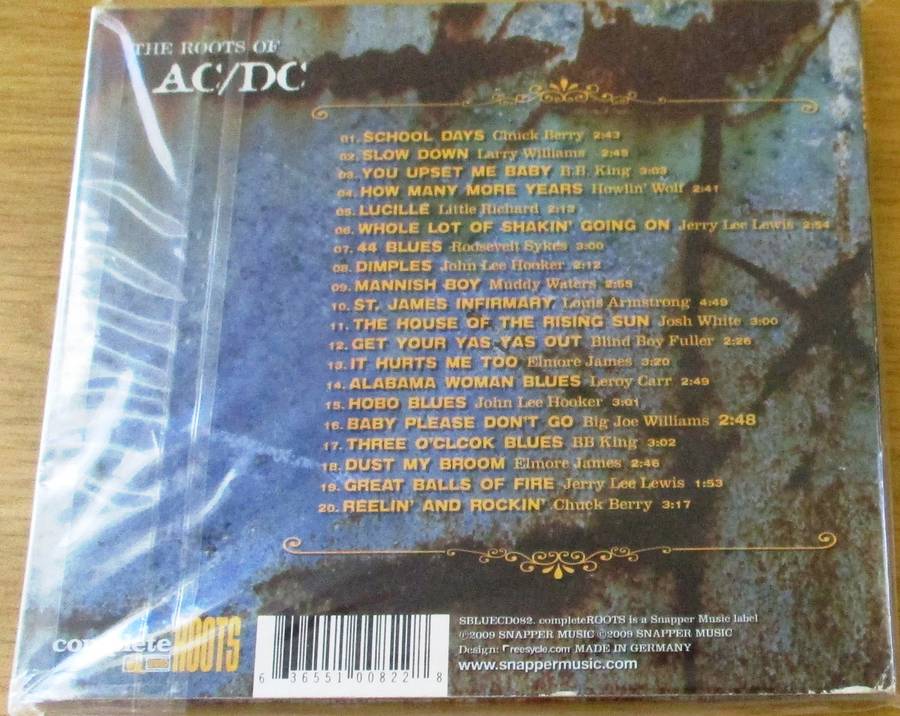 THE ROOTS OF
AC/DC
01. SCHOOL DAYS Chuck Berry 2:43
02. SLOW DOWN Larry Williams 2:45
03. YOU UPSET ME BABY B.B. King 3:03
04. HOW MANY MORE YEARS Howlin' Wolf 2:41
05. LUCILLE Little Richard 2:13
06. WHOLE LOT OF SHAKIN' GOING ON Jerry Lee Lewis 2:54
07. 44 BLUES Roosevelt Sykes 3:00
08. DIMPLES John Lee Hooker 2:12
09. MANNISH BOY Muddy Waters 2:55
10. ST. JAMES INFIRMARY Louis Armstrong 4:49
11. THE HOUSE OF THE RISING SUN Josh White 3:00
12. GET YOUR YAS YAS OUT Blind Boy Fuller 2:26
13. IT HURTS ME TOO Elmore James 3:20
14. ALABAMA WOMAN BLUES Leroy Carr 2:49
15. HOBO BLUES John Lee Hooker 3:01
16. BABY PLEASE DON'T GO Big Joe Williams 2:48
17. THREE O'CLCOK BLUES BB King 3:02
18. DUST MY BROOM Elmore James 2:46
19. GREAT BALLS OF FIRE Jerry Lee Lewis 1:53
20. REELIN' AND ROCKIN' Chuck Berry 3:17
complete ROOTS
6 36551 00822 8
SBLUECD082. completeROOTS is a Snapper Music label
℗2009 SNAPPER MUSIC ©2009 SNAPPER MUSIC
Design: Freesycle.com MADE IN GERMANY
www.snappermusic.com